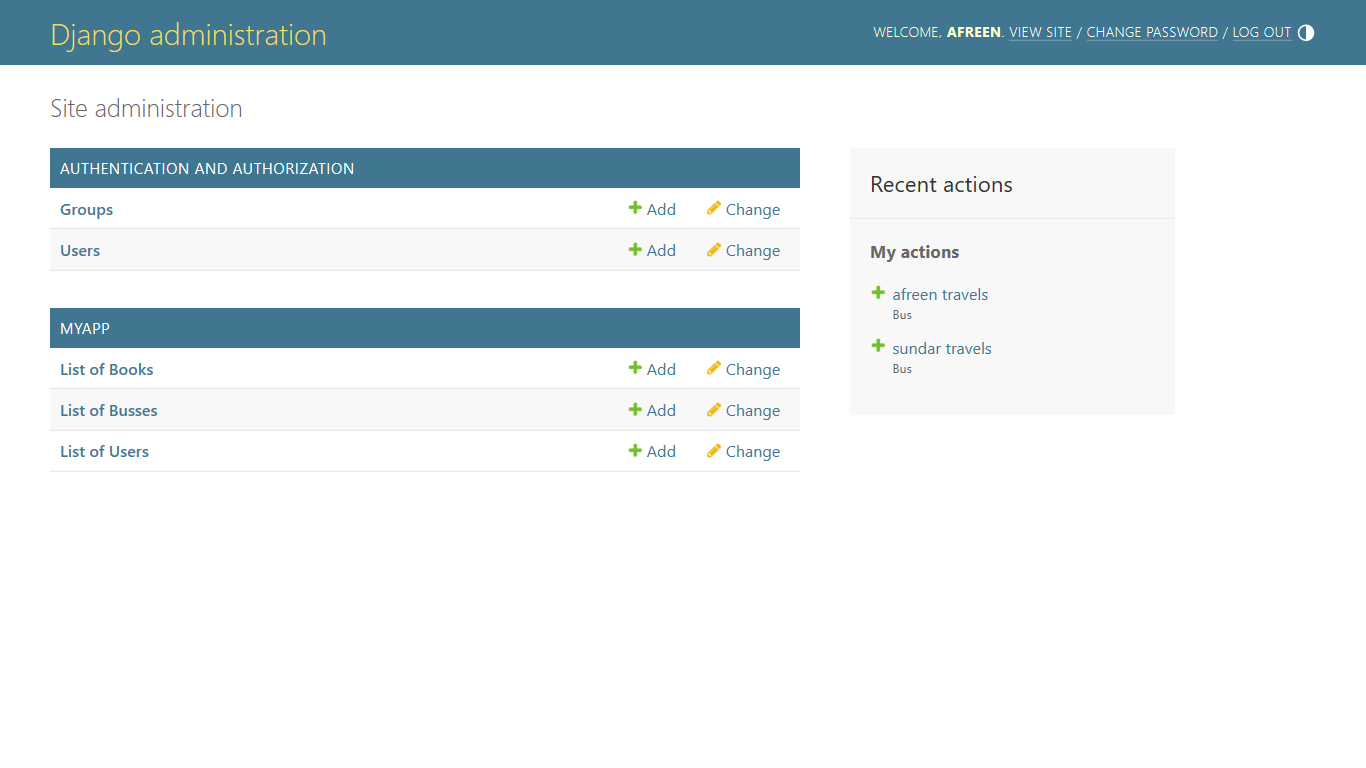 Django administration
WELCOME, AFREEN. VIEW SITE / CHANGE PASSWORD / LOG OUT
Site administration
AUTHENTICATION AND AUTHORIZATION
Groups Add Change
Users Add Change
MYAPP
List of Books Add Change
List of Busses Add Change
List of Users Add Change
Recent actions
My actions
afreen travels
Bus
sundar travels
Bus